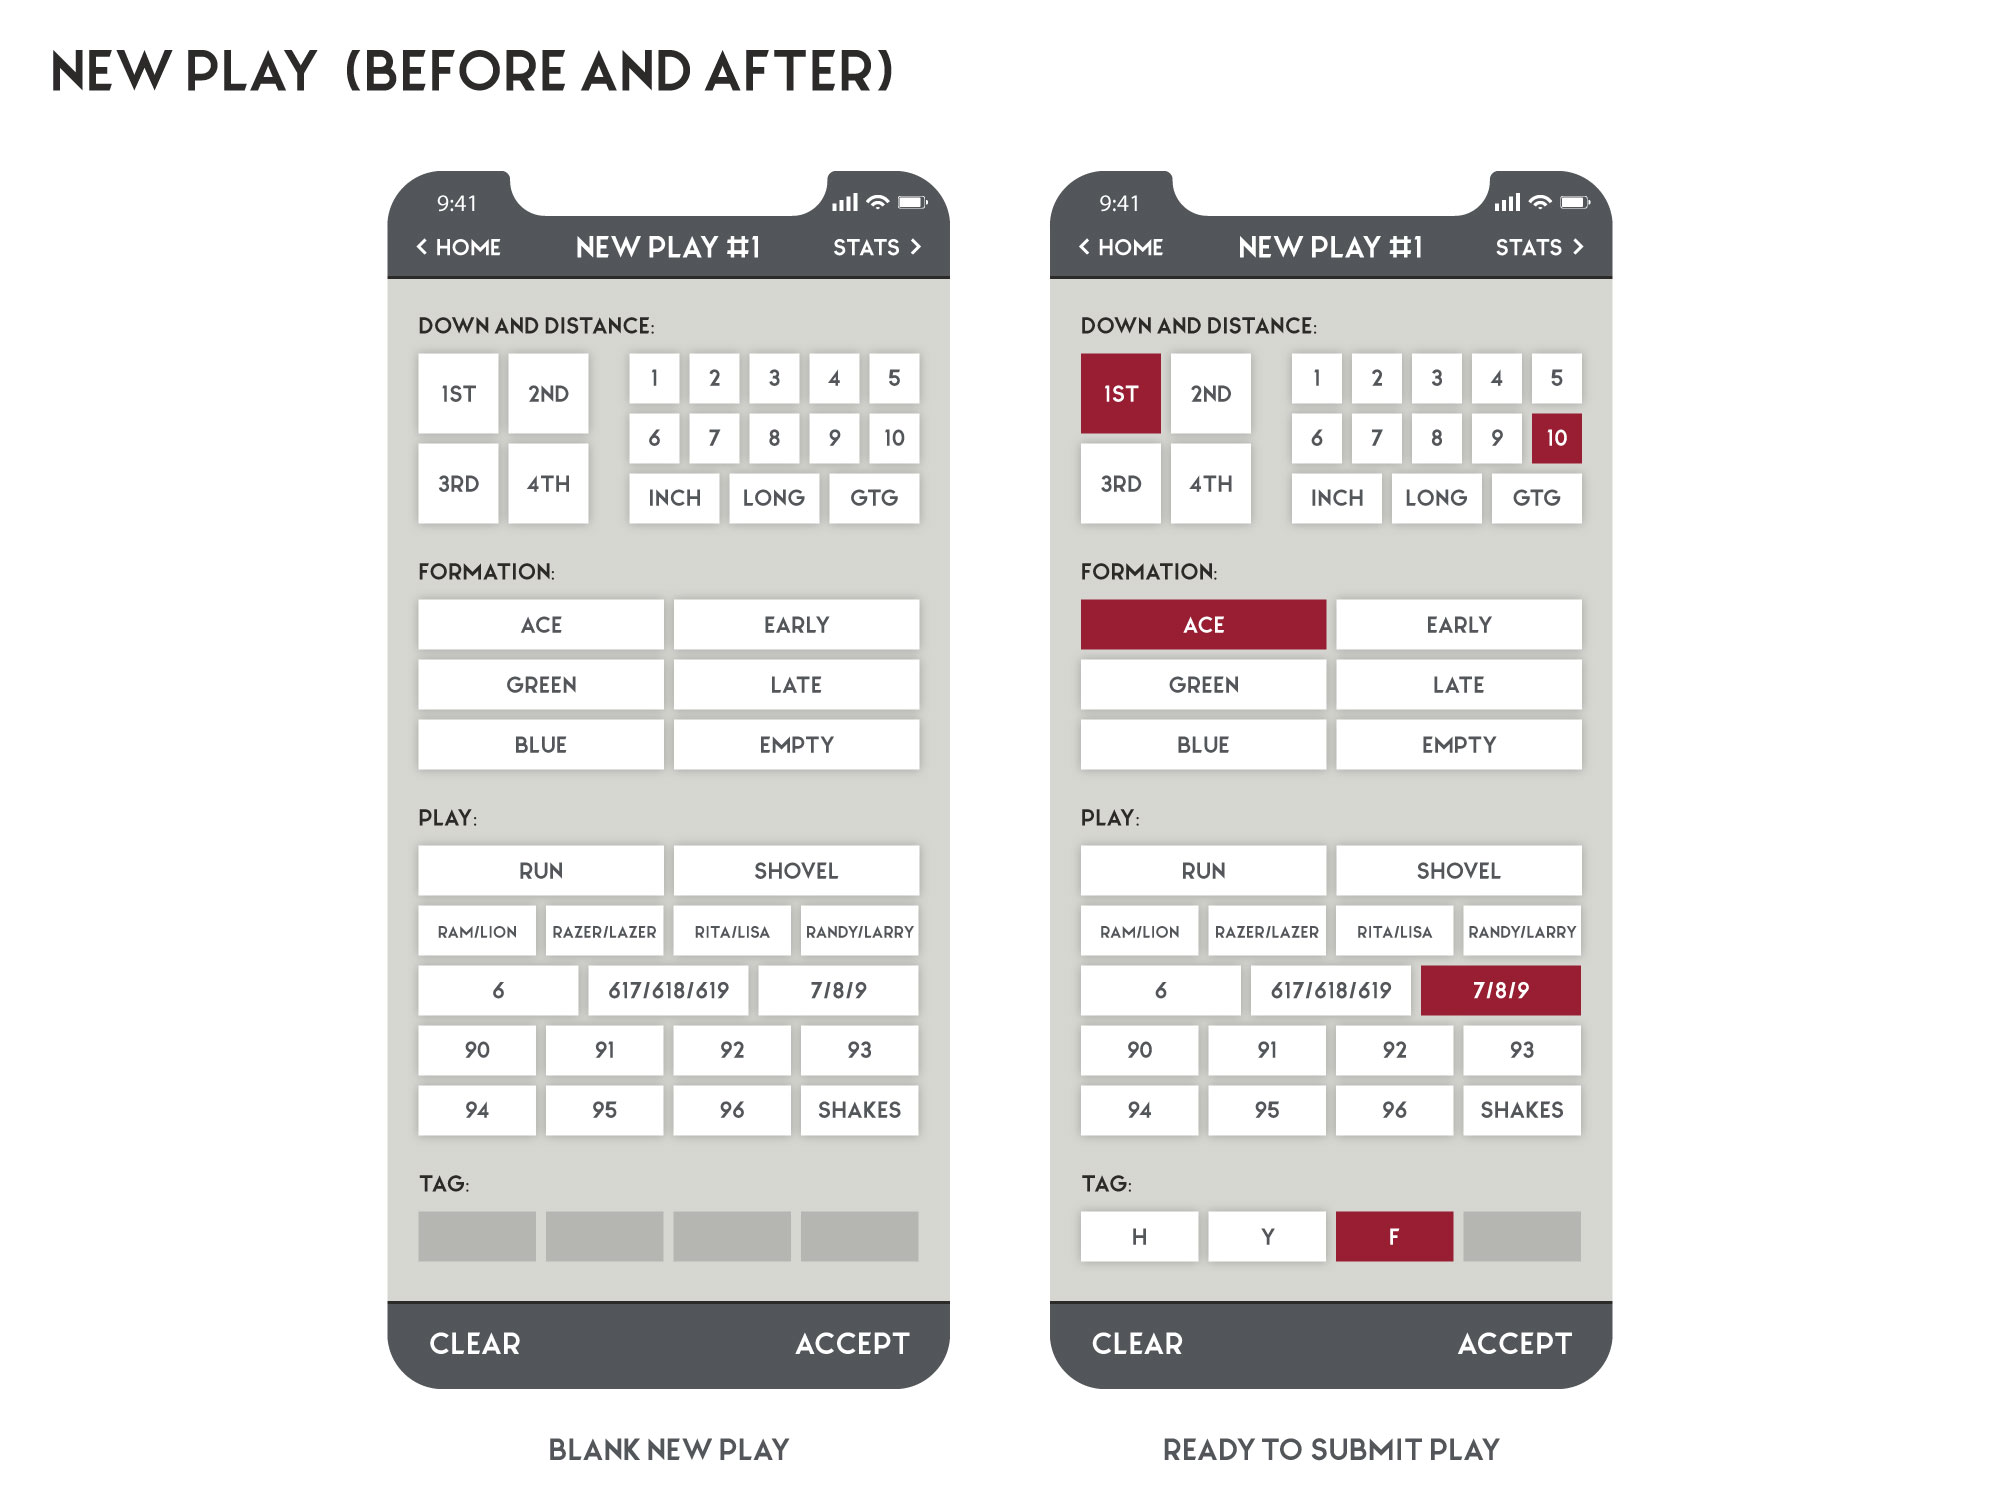 NEW PLAY (BEFORE AND AFTER)
9:41
< HOME NEW PLAY #1 STATS >
DOWN AND DISTANCE:
1ST 2ND
3RD 4TH
1 2 3 4 5
6 7 8 9 10
INCH LONG GTG
FORMATION:
ACE EARLY
GREEN LATE
BLUE EMPTY
PLAY:
RUN SHOVEL
RAM/LION RAZER/LAZER RITA/LISA RANDY/LARRY
6 617/618/619 7/8/9
90 91 92 93
94 95 96 SHAKES
TAG:
CLEAR ACCEPT
BLANK NEW PLAY
9:41
< HOME NEW PLAY #1 STATS >
DOWN AND DISTANCE:
1ST 2ND
3RD 4TH
1 2 3 4 5
6 7 8 9 10
INCH LONG GTG
FORMATION:
ACE EARLY
GREEN LATE
BLUE EMPTY
PLAY:
RUN SHOVEL
RAM/LION RAZER/LAZER RITA/LISA RANDY/LARRY
6 617/618/619 7/8/9
90 91 92 93
94 95 96 SHAKES
TAG:
H Y F
CLEAR ACCEPT
READY TO SUBMIT PLAY